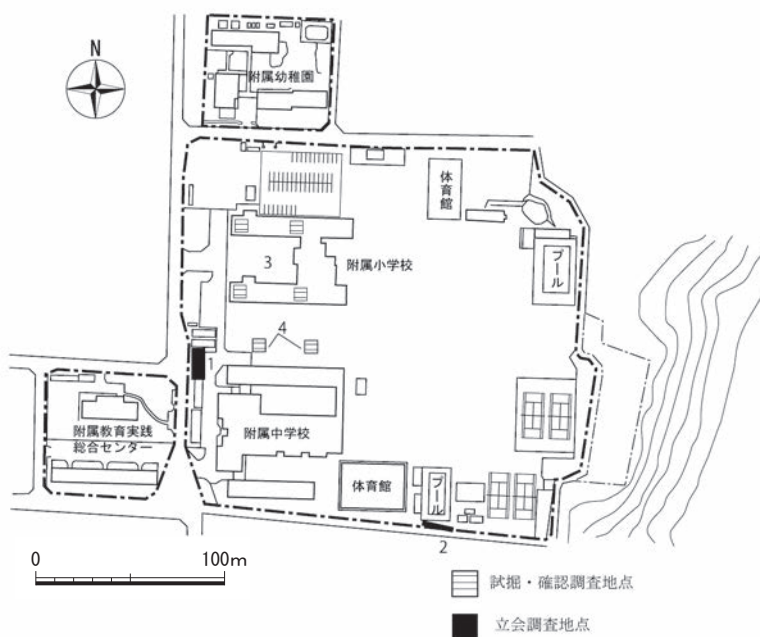 N
附属幼稚園
体育館
プール
3
附属小学校
4
1
附属教育実践
総合センター
附属中学校
体育館
プール
2
0 100m
試掘・確認調査地点
立会調査地点